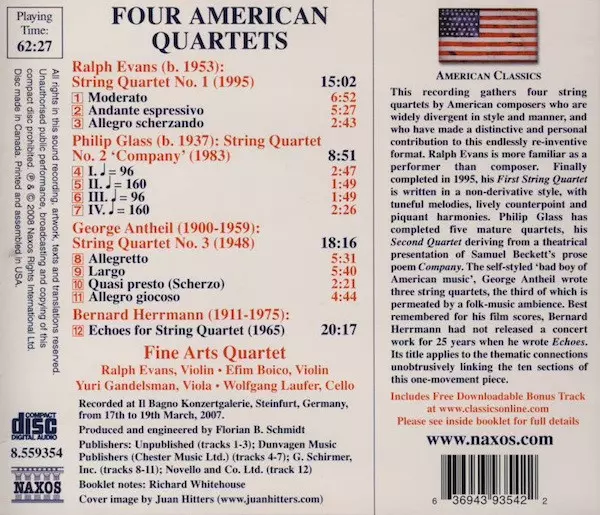 Playing
Time:
62:27
All rights in this sound recording, artwork, texts and translations reserved.
Unauthorised public performance, broadcasting and copying of this
compact disc prohibited. ℗ & © 2008 Naxos Rights International Ltd.
Disc made in Canada. Printed and assembled in USA.
COMPACT
disc
DIGITAL AUDIO
8.559354
NAXOS
FOUR AMERICAN
QUARTETS
Ralph Evans (b. 1953):
String Quartet No. 1 (1995) 15:02
1 Moderato 6:52
2 Andante espressivo 5:27
3 Allegro scherzando 2:43
Philip Glass (b. 1937): String Quartet
No. 2 ‘Company’ (1983) 8:51
4 I. ♩ = 96 2:47
5 II. ♩ = 160 1:49
6 III. ♩ = 96 1:49
7 IV. ♩ = 160 2:26
George Antheil (1900-1959):
String Quartet No. 3 (1948) 18:16
8 Allegretto 5:31
9 Largo 5:40
10 Quasi presto (Scherzo) 2:21
11 Allegro giocoso 4:44
Bernard Herrmann (1911-1975):
12 Echoes for String Quartet (1965) 20:17
Fine Arts Quartet
Ralph Evans, Violin • Efim Boico, Violin
Yuri Gandelsman, Viola • Wolfgang Laufer, Cello
Recorded at Il Bagno Konzertgalerie, Steinfurt, Germany,
from 17th to 19th March, 2007.
Produced and engineered by Florian B. Schmidt
Publishers: Unpublished (tracks 1-3); Dunvagen Music
Publishers (Chester Music Ltd.) (tracks 4-7); G. Schirmer,
Inc. (tracks 8-11); Novello and Co. Ltd. (track 12)
Booklet notes: Richard Whitehouse
Cover image by Juan Hitters (www.juanhitters.com)
AMERICAN CLASSICS
This recording gathers four string
quartets by American composers who are
widely divergent in style and manner, and
who have made a distinctive and personal
contribution to this endlessly re-inventive
format. Ralph Evans is more familiar as a
performer than composer. Finally
completed in 1995, his First String Quartet
is written in a non-derivative style, with
tuneful melodies, lively counterpoint and
piquant harmonies. Philip Glass has
completed five mature quartets, his
Second Quartet deriving from a theatrical
presentation of Samuel Beckett's prose
poem Company. The self-styled ‘bad boy of
American music’, George Antheil wrote
three string quartets, the third of which is
permeated by a folk-music ambience. Best
remembered for his film scores, Bernard
Herrmann had not released a concert
work for 25 years when he wrote Echoes.
Its title applies to the thematic connections
unobtrusively linking the ten sections of
this one-movement piece.
Includes Free Downloadable Bonus Track
at www.classicsonline.com
Please see inside booklet for full details
www.naxos.com
6 36943 93542 2